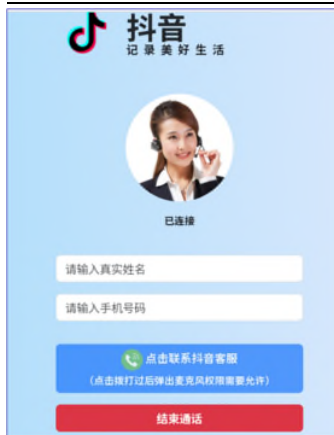 抖音
记录美好生活
已连接
请输入真实姓名
请输入手机号码
点击联系抖音客服
（点击拨打过后弹出麦克风权限需要允许）
结束通话